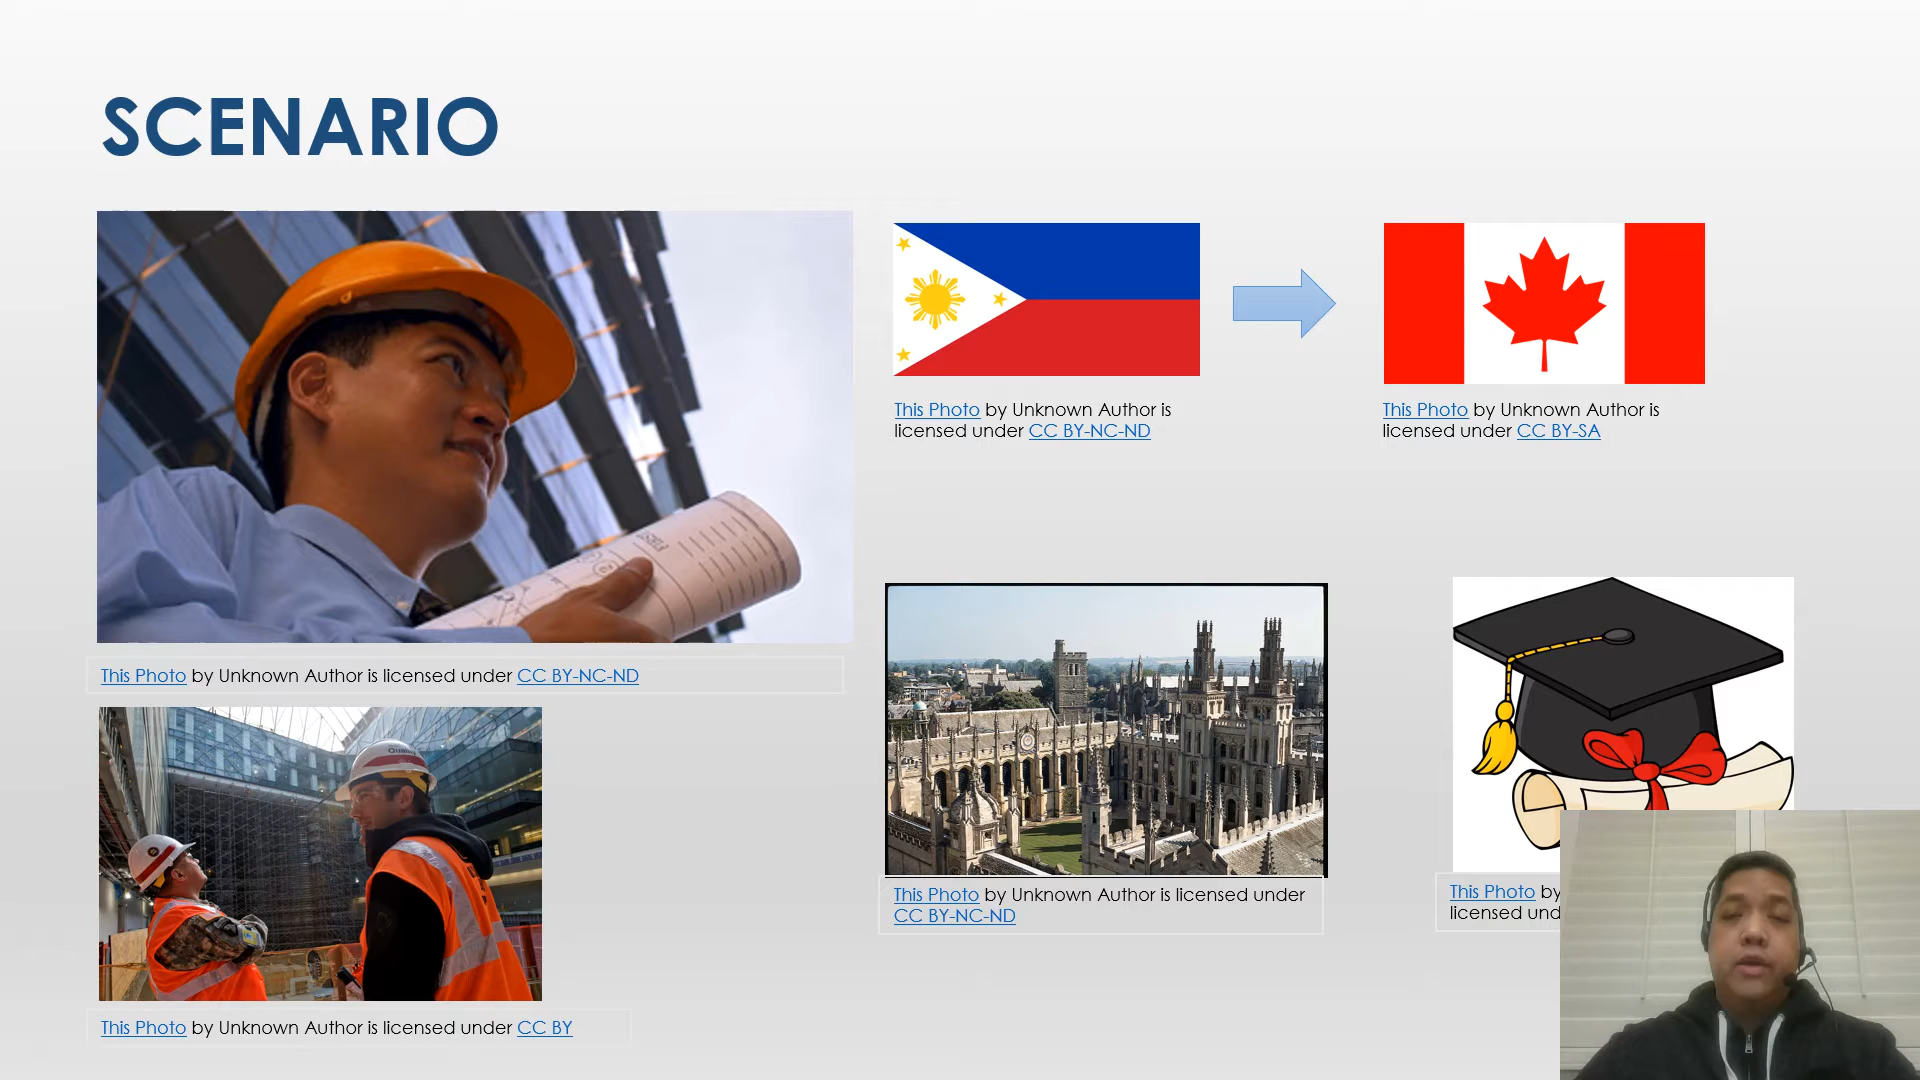 SCENARIO
This Photo by Unknown Author is
licensed under CC BY-NC-ND
This Photo by Unknown Author is
licensed under CC BY-SA
This Photo by Unknown Author is licensed under CC BY-NC-ND
This Photo by Unknown Author is licensed under
CC BY-NC-ND
This Photo by
licensed und
This Photo by Unknown Author is licensed under CC BY